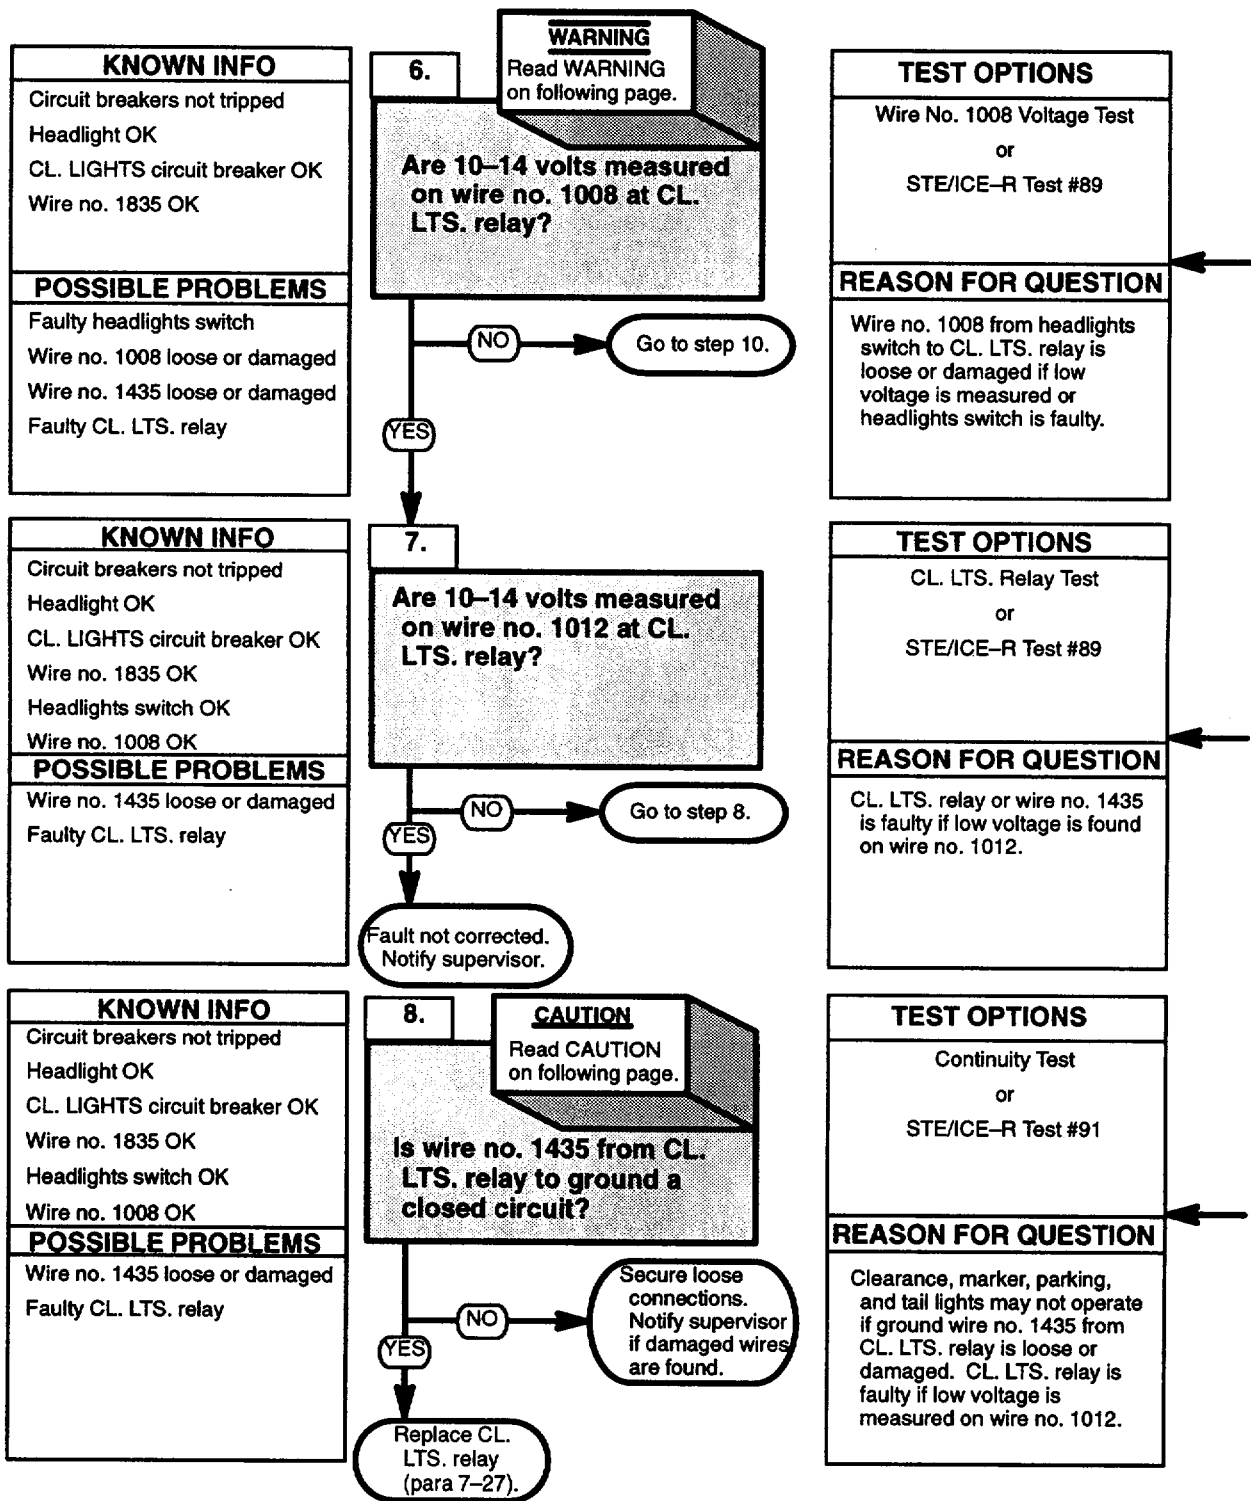 KNOWN INFO
Circuit breakers not tripped
Headlight OK
CL. LIGHTS circuit breaker OK
Wire no. 1835 OK
POSSIBLE PROBLEMS
Faulty headlights switch
Wire no. 1008 loose or damaged
Wire no. 1435 loose or damaged
Faulty CL. LTS. relay
6.
WARNING
Read WARNING
on following page.
Are 10–14 volts measured
on wire no. 1008 at CL.
LTS. relay?
NO
Go to step 10.
YES
TEST OPTIONS
Wire No. 1008 Voltage Test
or
STE/ICE–R Test #89
REASON FOR QUESTION
Wire no. 1008 from headlights
switch to CL. LTS. relay is
loose or damaged if low
voltage is measured or
headlights switch is faulty.
KNOWN INFO
Circuit breakers not tripped
Headlight OK
CL. LIGHTS circuit breaker OK
Wire no. 1835 OK
Headlights switch OK
Wire no. 1008 OK
POSSIBLE PROBLEMS
Wire no. 1435 loose or damaged
Faulty CL. LTS. relay
7.
Are 10–14 volts measured
on wire no. 1012 at CL.
LTS. relay?
NO
Go to step 8.
YES
Fault not corrected.
Notify supervisor.
TEST OPTIONS
CL. LTS. Relay Test
or
STE/ICE–R Test #89
REASON FOR QUESTION
CL. LTS. relay or wire no. 1435
is faulty if low voltage is found
on wire no. 1012.
KNOWN INFO
Circuit breakers not tripped
Headlight OK
CL. LIGHTS circuit breaker OK
Wire no. 1835 OK
Headlights switch OK
Wire no. 1008 OK
POSSIBLE PROBLEMS
Wire no. 1435 loose or damaged
Faulty CL. LTS. relay
8.
CAUTION
Read CAUTION
on following page.
Is wire no. 1435 from CL.
LTS. relay to ground a
closed circuit?
NO
Secure loose
connections.
Notify supervisor
if damaged wires
are found.
YES
Replace CL.
LTS. relay
(para 7–27).
TEST OPTIONS
Continuity Test
or
STE/ICE–R Test #91
REASON FOR QUESTION
Clearance, marker, parking,
and tail lights may not operate
if ground wire no. 1435 from
CL. LTS. relay is loose or
damaged. CL. LTS. relay is
faulty if low voltage is
measured on wire no. 1012.